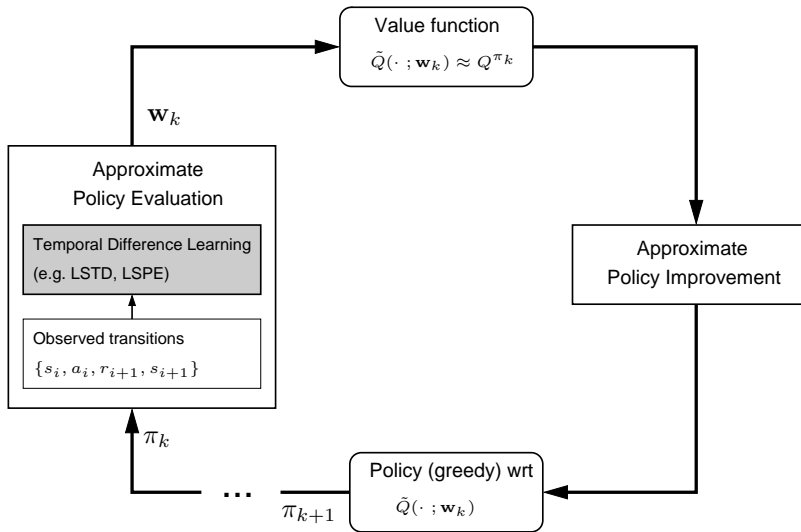 Value function
Q̃(· ; w_k) ≈ Q^{π_k}
w_k
Approximate
Policy Evaluation
Temporal Difference Learning
(e.g. LSTD, LSPE)
Observed transitions
{s_i, a_i, r_{i+1}, s_{i+1}}
Approximate
Policy Improvement
π_k
...
π_{k+1}
Policy (greedy) wrt
Q̃(· ; w_k)